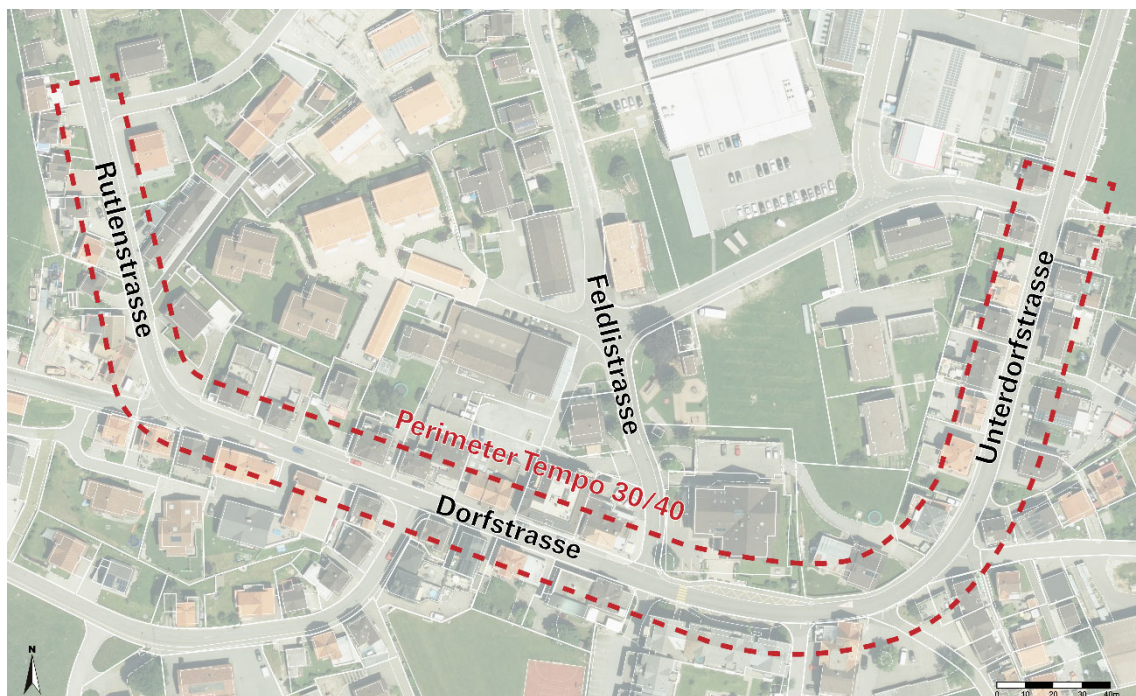 Rutlenstrasse
Feldlistrasse
Unterdorfstrasse
Perimeter Tempo 30/40
Dorfstrasse
N
0 10 20 30 40m